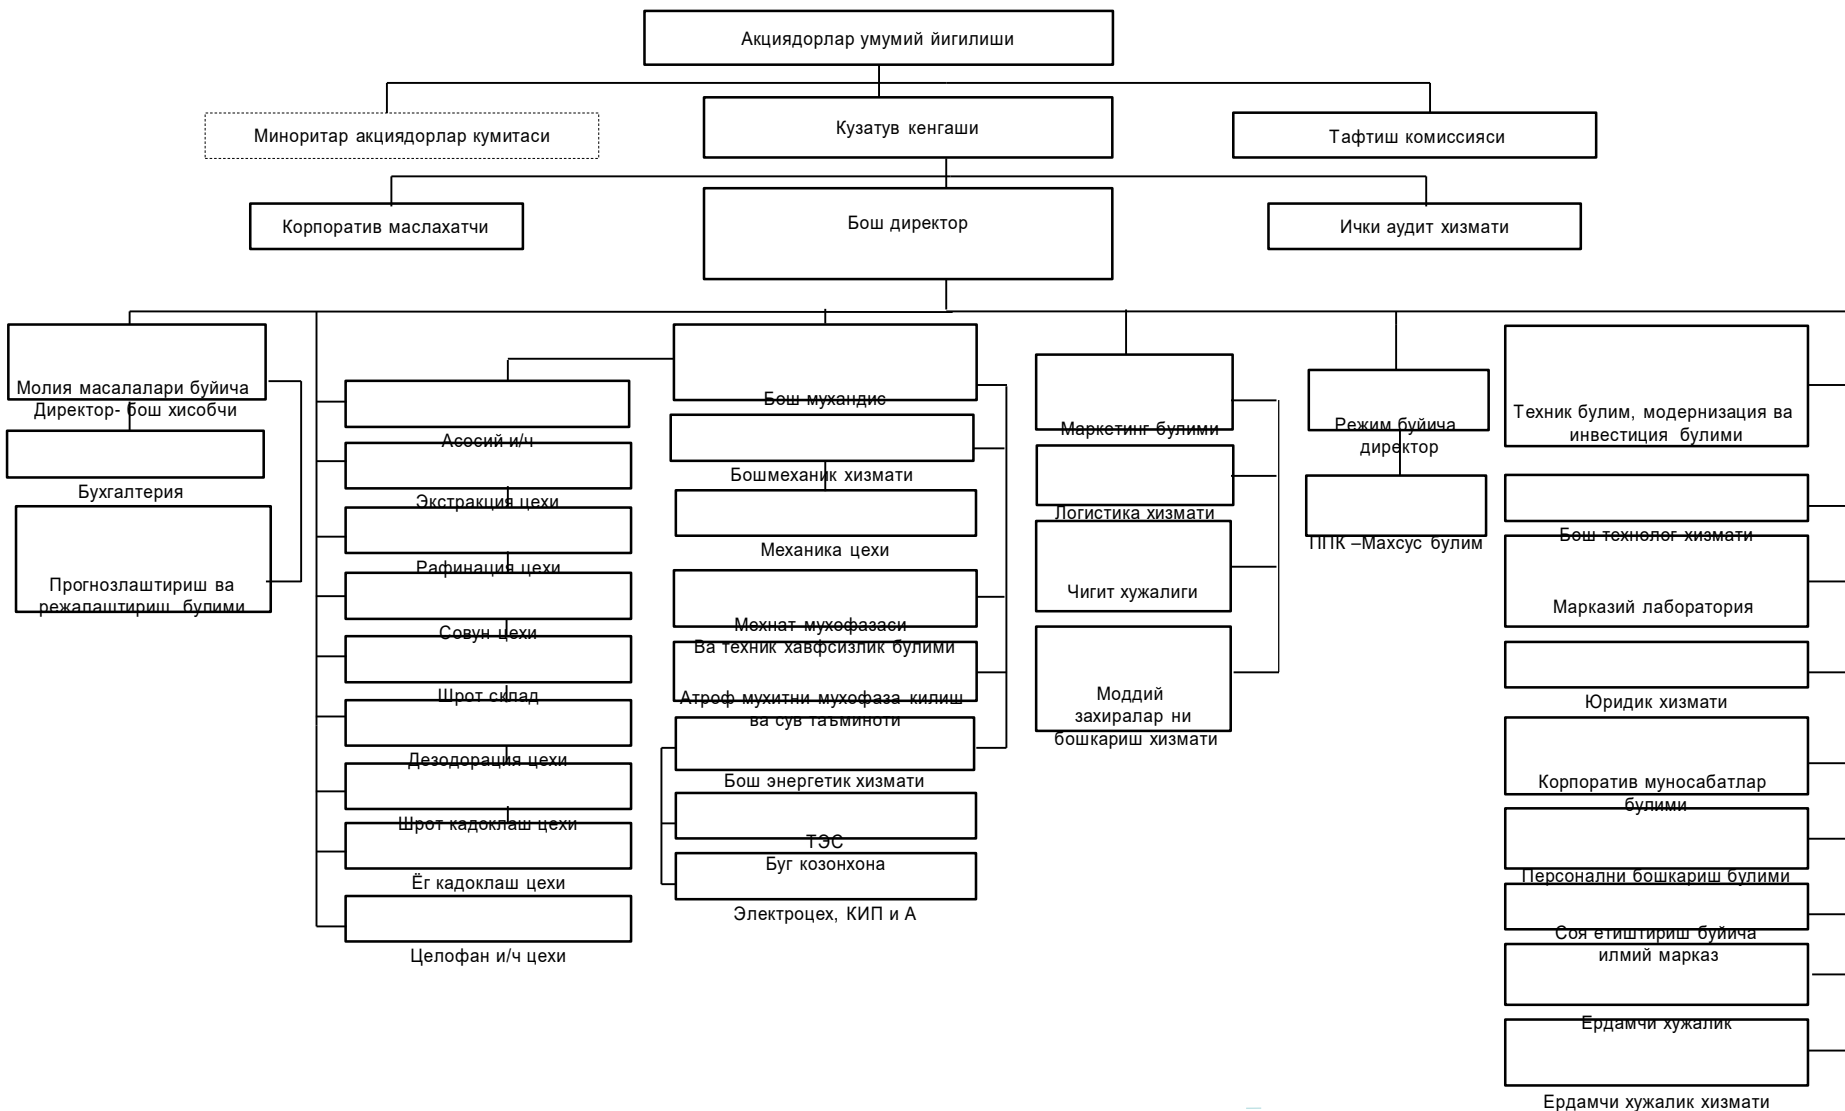 Акциядорлар умумий йигилиши
Миноритар акциядорлар кумитаси
Кузатув кенгаши
Тафтиш комиссияси
Корпоратив маслахатчи
Бош директор
Ички аудит хизмати
Молия масалалари буйича
Директор- бош хисобчи
Бухгалтерия
Прогнозлаштириш ва
режалаштириш булими
Асосий и/ч
Экстракция цехи
Рафинация цехи
Совун цехи
Шрот склад
Дезодорация цехи
Шрот кадоклаш цехи
Ёг кадоклаш цехи
Целофан и/ч цехи
Бош мухандис
Бошмеханик хизмати
Механика цехи
Мехнат мухофазаси
Ва техник хавфсизлик булими
Атроф мухитни мухофаза килиш
ва сув таъминоти
Бош энергетик хизмати
ТЭС
Буг козонхона
Электроцех, КИП и А
Маркетинг булими
Логистика хизмати
Чигит хужалиги
Моддий
захиралар ни
бошкариш хизмати
Режим буйича
директор
ППК –Махсус булим
Техник булим, модернизация ва
инвестиция булими
Бош технолог хизмати
Марказий лаборатория
Юридик хизмати
Корпоратив муносабатлар
булими
Персонални бошкариш булими
Соя етиштириш буйича
илмий марказ
Ердамчи хужалик
Ердамчи хужалик хизмати